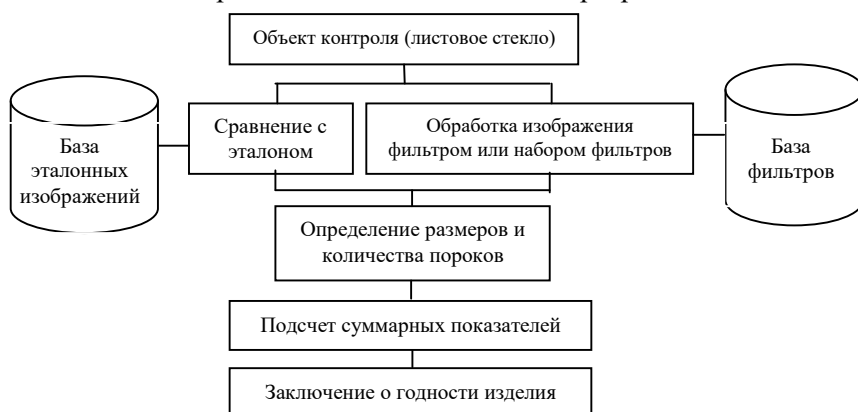 Объект контроля (листовое стекло)
База
эталонных
изображений
Сравнение с
эталоном
Обработка изображения
фильтром или набором фильтров
База
фильтров
Определение размеров и
количества пороков
Подсчет суммарных показателей
Заключение о годности изделия